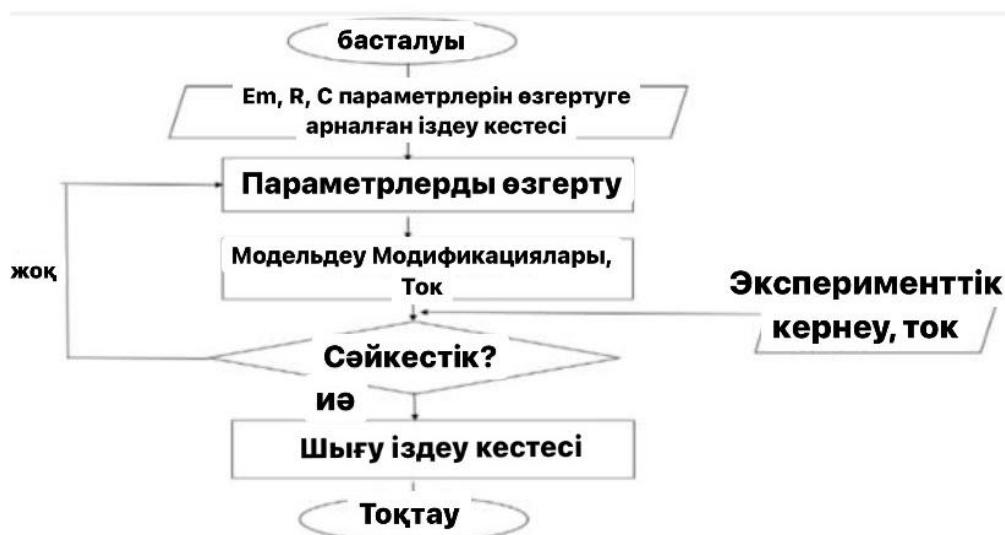 басталуы
Em, R, C параметрлерін өзгертуге
арналған іздеу кестесі
Параметрлерды өзгерту
Модельдеу Модификациялары,
Ток
жоқ
Эксперименттік
кернеу, ток
Сәйкестік?
иә
Шығу іздеу кестесі
Тоқтау